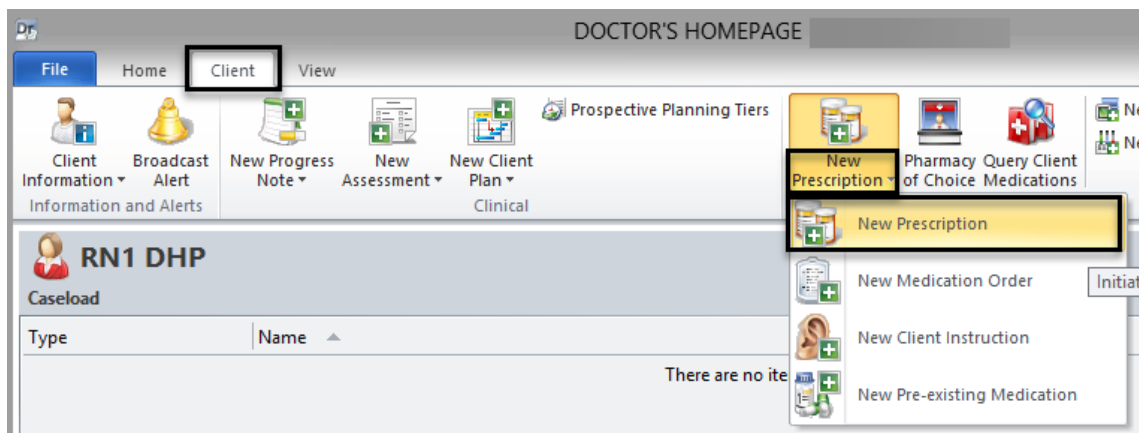 DOCTOR'S HOMEPAGE
File Home Client View
Prospective Planning Tiers
Client Information
Broadcast Alert
New Progress Note
New Assessment
New Client Plan
New Prescription
Pharmacy of Choice
Query Client Medications
Information and Alerts
Clinical
New Prescription
New Medication Order
New Client Instruction
New Pre-existing Medication
RN1 DHP
Caseload
Type Name
There are no